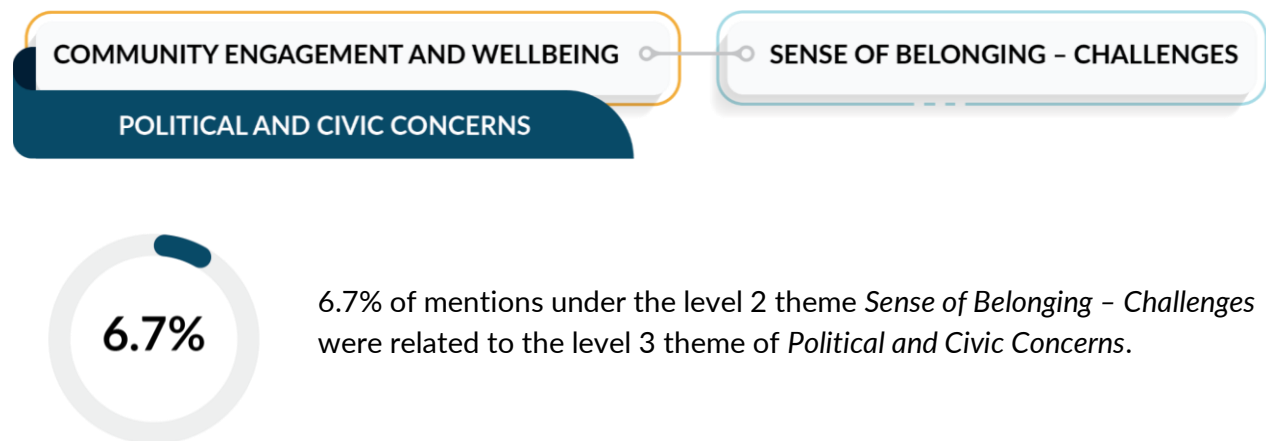 COMMUNITY ENGAGEMENT AND WELLBEING
SENSE OF BELONGING – CHALLENGES
POLITICAL AND CIVIC CONCERNS
6.7%
6.7% of mentions under the level 2 theme Sense of Belonging – Challenges
were related to the level 3 theme of Political and Civic Concerns.